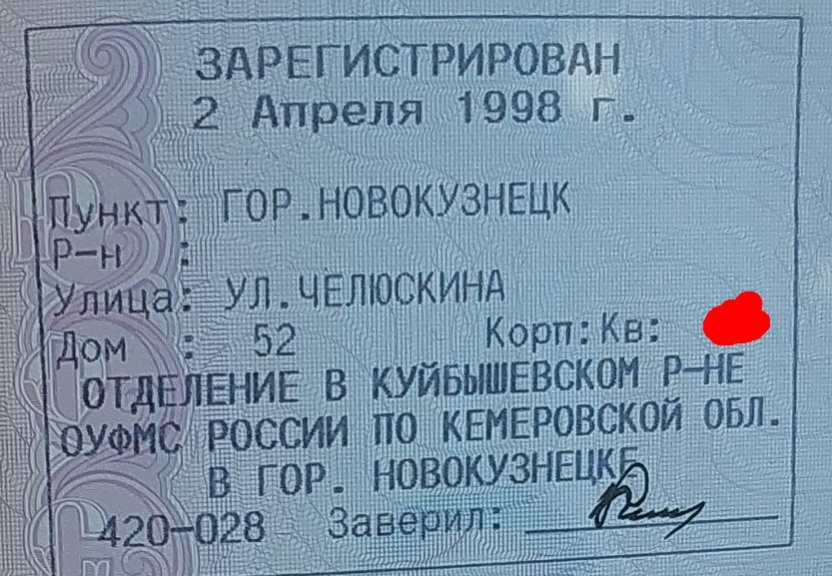 ЗАРЕГИСТРИРОВАН
2 Апреля 1998 г.
Пункт: ГОР.НОВОКУЗНЕЦК
Р-н :
Улица: УЛ.ЧЕЛЮСКИНА
Дом : 52 Корп: Кв:
ОТДЕЛЕНИЕ В КУЙБЫШЕВСКОМ Р-НЕ
ОУФМС РОССИИ ПО КЕМЕРОВСКОЙ ОБЛ.
В ГОР. НОВОКУЗНЕЦКЕ
420-028 Заверил: